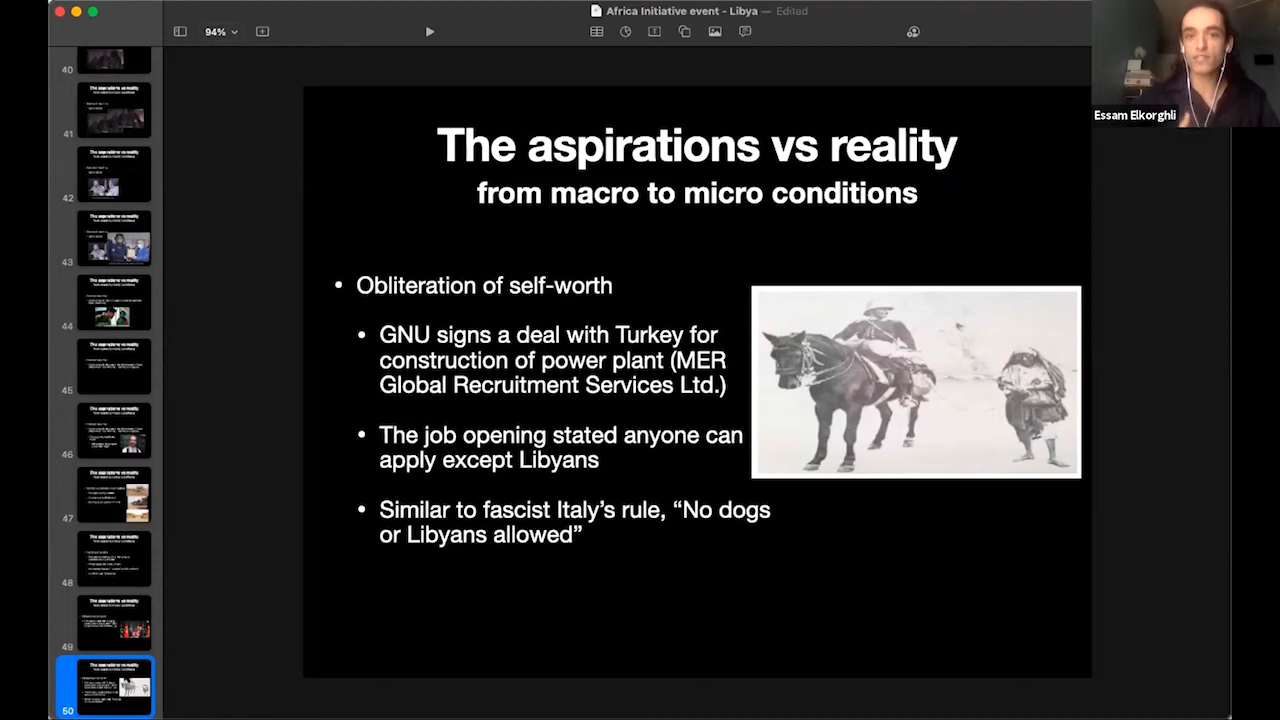 Africa Initiative event - Libya — Edited
94%
Essam Elkorghli
40
41
42
43
44
45
46
47
48
49
50
The aspirations vs reality
from macro to micro conditions
• Obliteration of self-worth
• GNU signs a deal with Turkey for
construction of power plant (MER
Global Recruitment Services Ltd.)
• The job opening stated anyone can
apply except Libyans
• Similar to fascist Italy’s rule, “No dogs
or Libyans allowed”